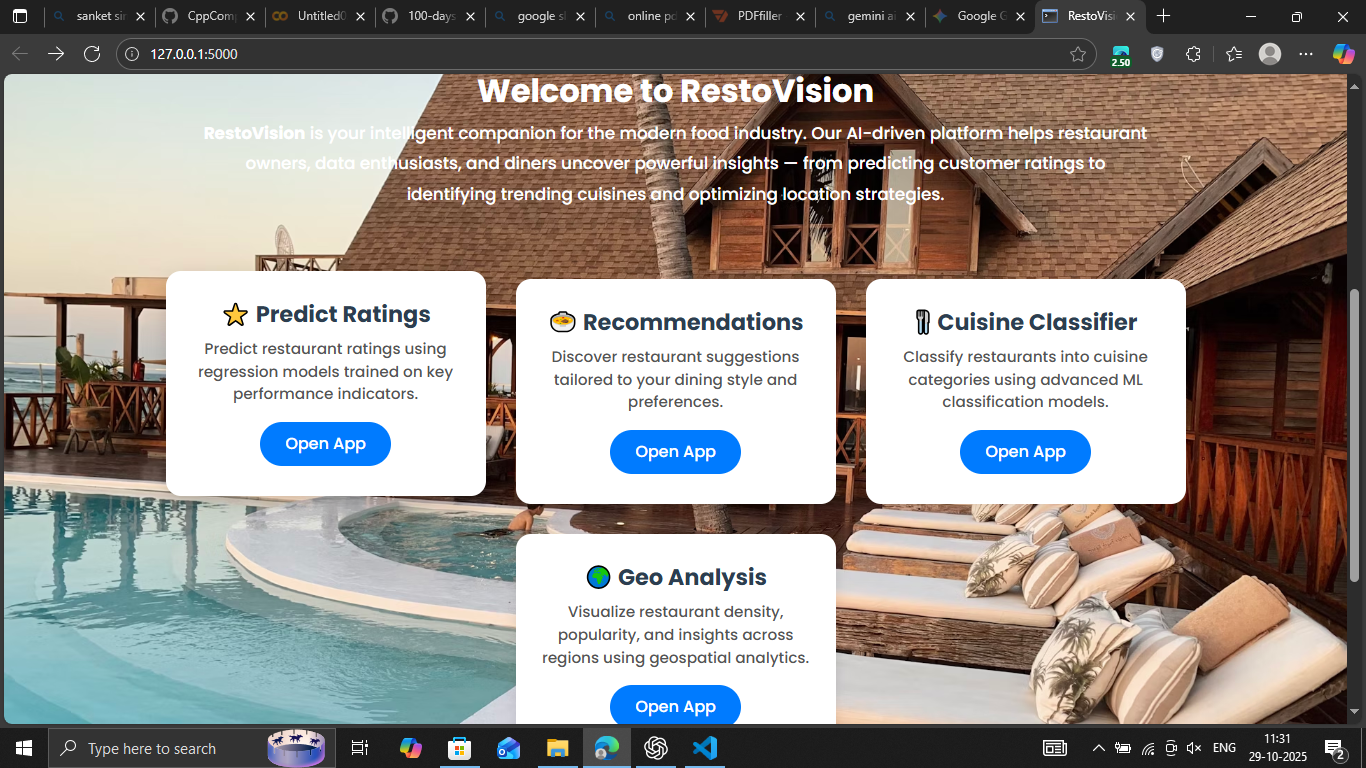 sanket sin
CppComp
Untitled0
100-days
google sl
online pd
PDFfiller
gemini a
Google G
RestoVisi
127.0.0.1:5000
2.50
Welcome to RestoVision
RestoVision is your intelligent companion for the modern food industry. Our AI-driven platform helps restaurant
owners, data enthusiasts, and diners uncover powerful insights — from predicting customer ratings to
identifying trending cuisines and optimizing location strategies.
Predict Ratings
Predict restaurant ratings using
regression models trained on key
performance indicators.
Open App
Recommendations
Discover restaurant suggestions
tailored to your dining style and
preferences.
Open App
Cuisine Classifier
Classify restaurants into cuisine
categories using advanced ML
classification models.
Open App
Geo Analysis
Visualize restaurant density,
popularity, and insights across
regions using geospatial analytics.
Open App
Type here to search
ENG
11:31
29-10-2025
2